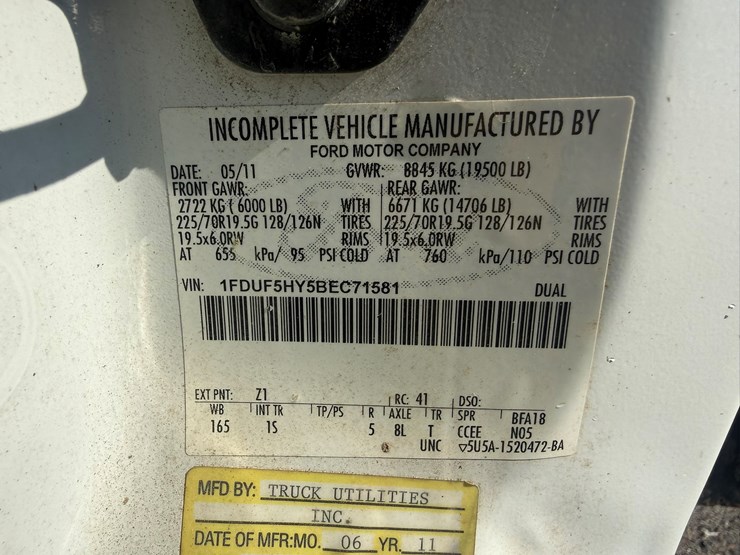 INCOMPLETE VEHICLE MANUFACTURED BY
FORD MOTOR COMPANY
DATE: 05/11 GVWR: 8845 KG (19500 LB)
FRONT GAWR: REAR GAWR:
2722 KG ( 6000 LB) WITH 6671 KG (14706 LB) WITH
225/70R19.5G 128/126N TIRES 225/70R19.5G 128/126N TIRES
19.5x6.0RW RIMS 19.5x6.0RW RIMS
AT 655 kPa/ 95 PSI COLD AT 760 kPa/110 PSI COLD
VIN: 1FDUF5HY5BEC71581 DUAL
EXT PNT: Z1 RC: 41 DSO:
WB INT TR TP/PS R AXLE TR SPR BFA18
165 1S 5 8L T CCEE N05
UNC ▽5U5A-1520472-BA
MFD BY: TRUCK UTILITIES
INC.
DATE OF MFR:MO. 06 YR. 11